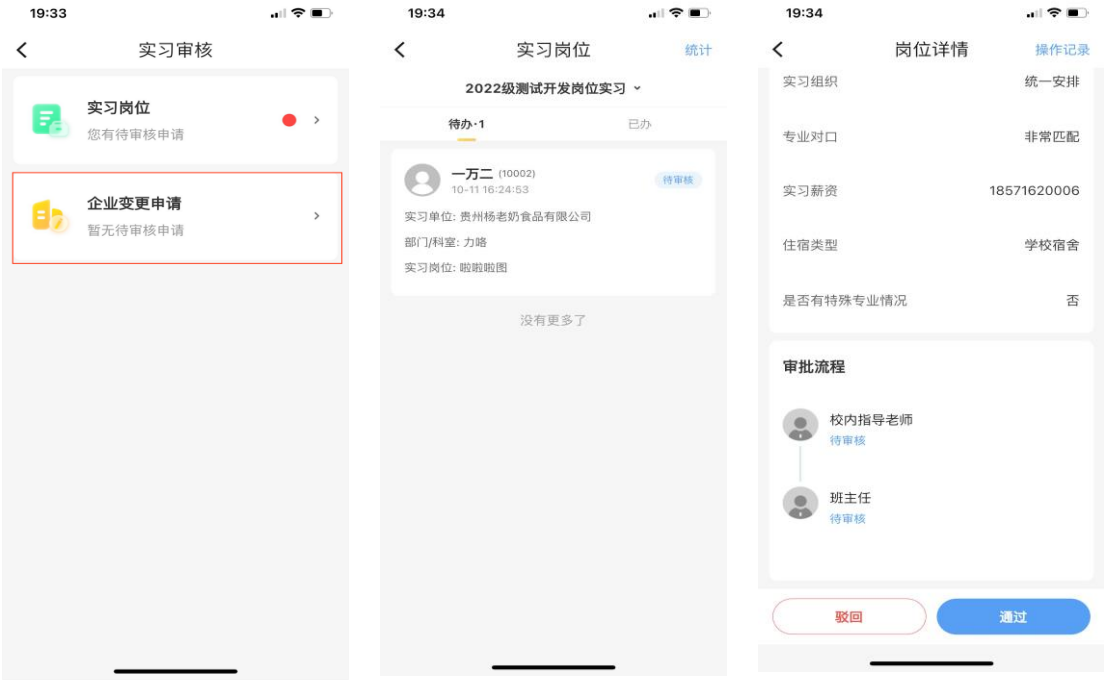 19:33
实习审核
实习岗位
您有待审核申请
企业变更申请
暂无待审核申请
19:34
实习岗位
统计
2022级测试开发岗位实习
待办·1
已办
一万二 (10002)
待审核
10-11 16:24:53
实习单位: 贵州杨老奶食品有限公司
部门/科室: 力咯
实习岗位: 啦啦啦图
没有更多了
19:34
岗位详情
操作记录
实习组织 统一安排
专业对口 非常匹配
实习薪资 18571620006
住宿类型 学校宿舍
是否有特殊专业情况 否
审批流程
校内指导老师
待审核
班主任
待审核
驳回
通过